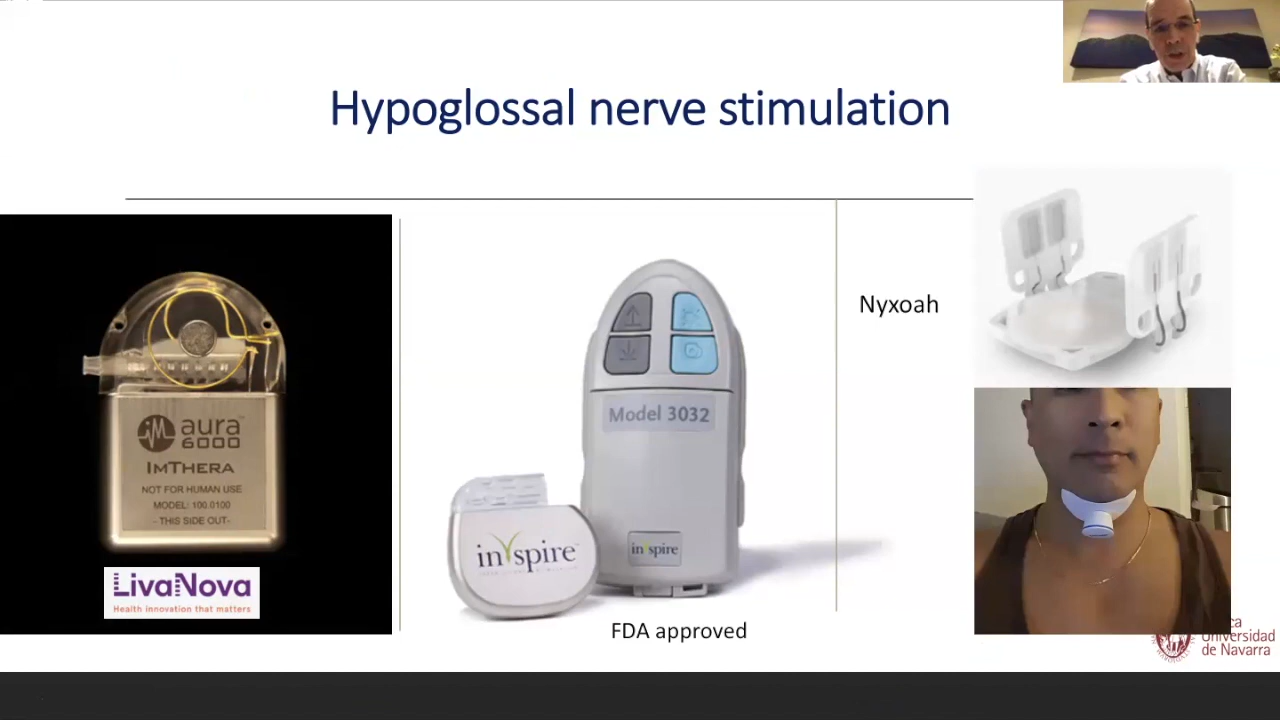 Hypoglossal nerve stimulation
aura
6000
IMTHERA
NOT FOR HUMAN USE
MODEL: 100.0100
- THIS SIDE OUT-
LivaNova
Health innovation that matters
Model 3032
inspire
inspire
FDA approved
Nyxoah
Universidad
de Navarra